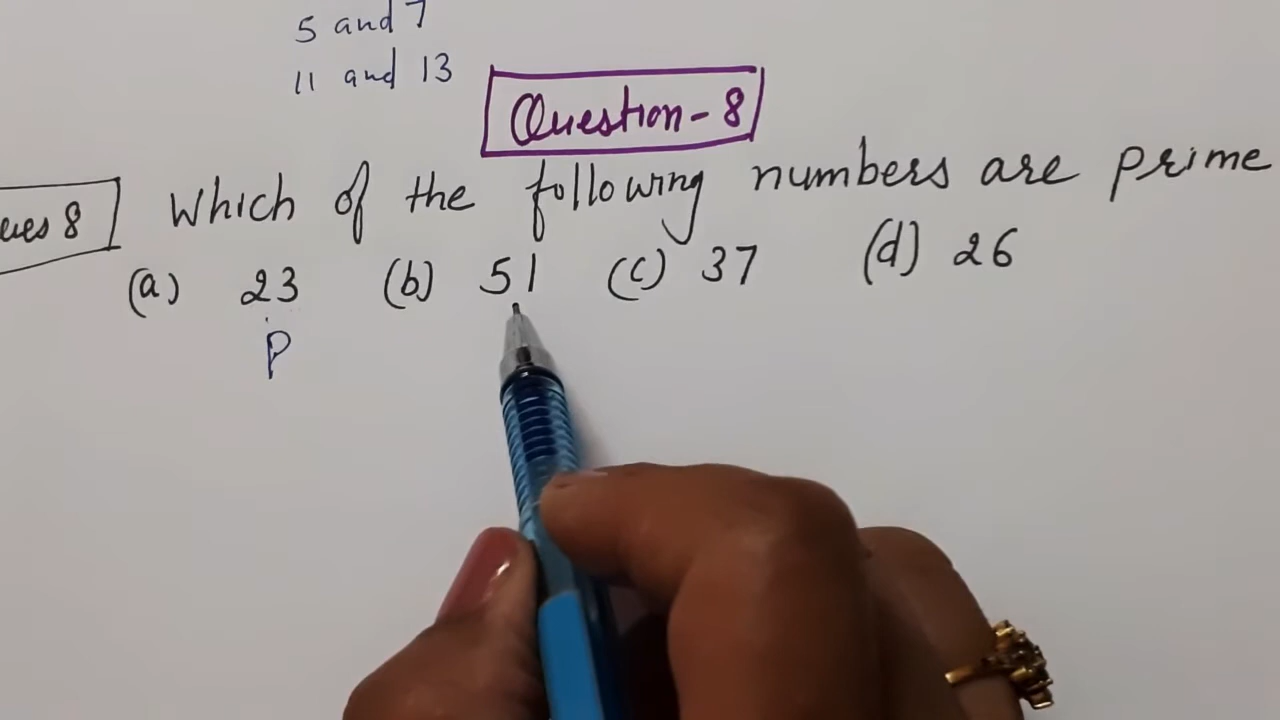 5 and 7
11 and 13
Question-8
8 Which of the following numbers are prime
(a) 23 (b) 51 (c) 37 (d) 26
P